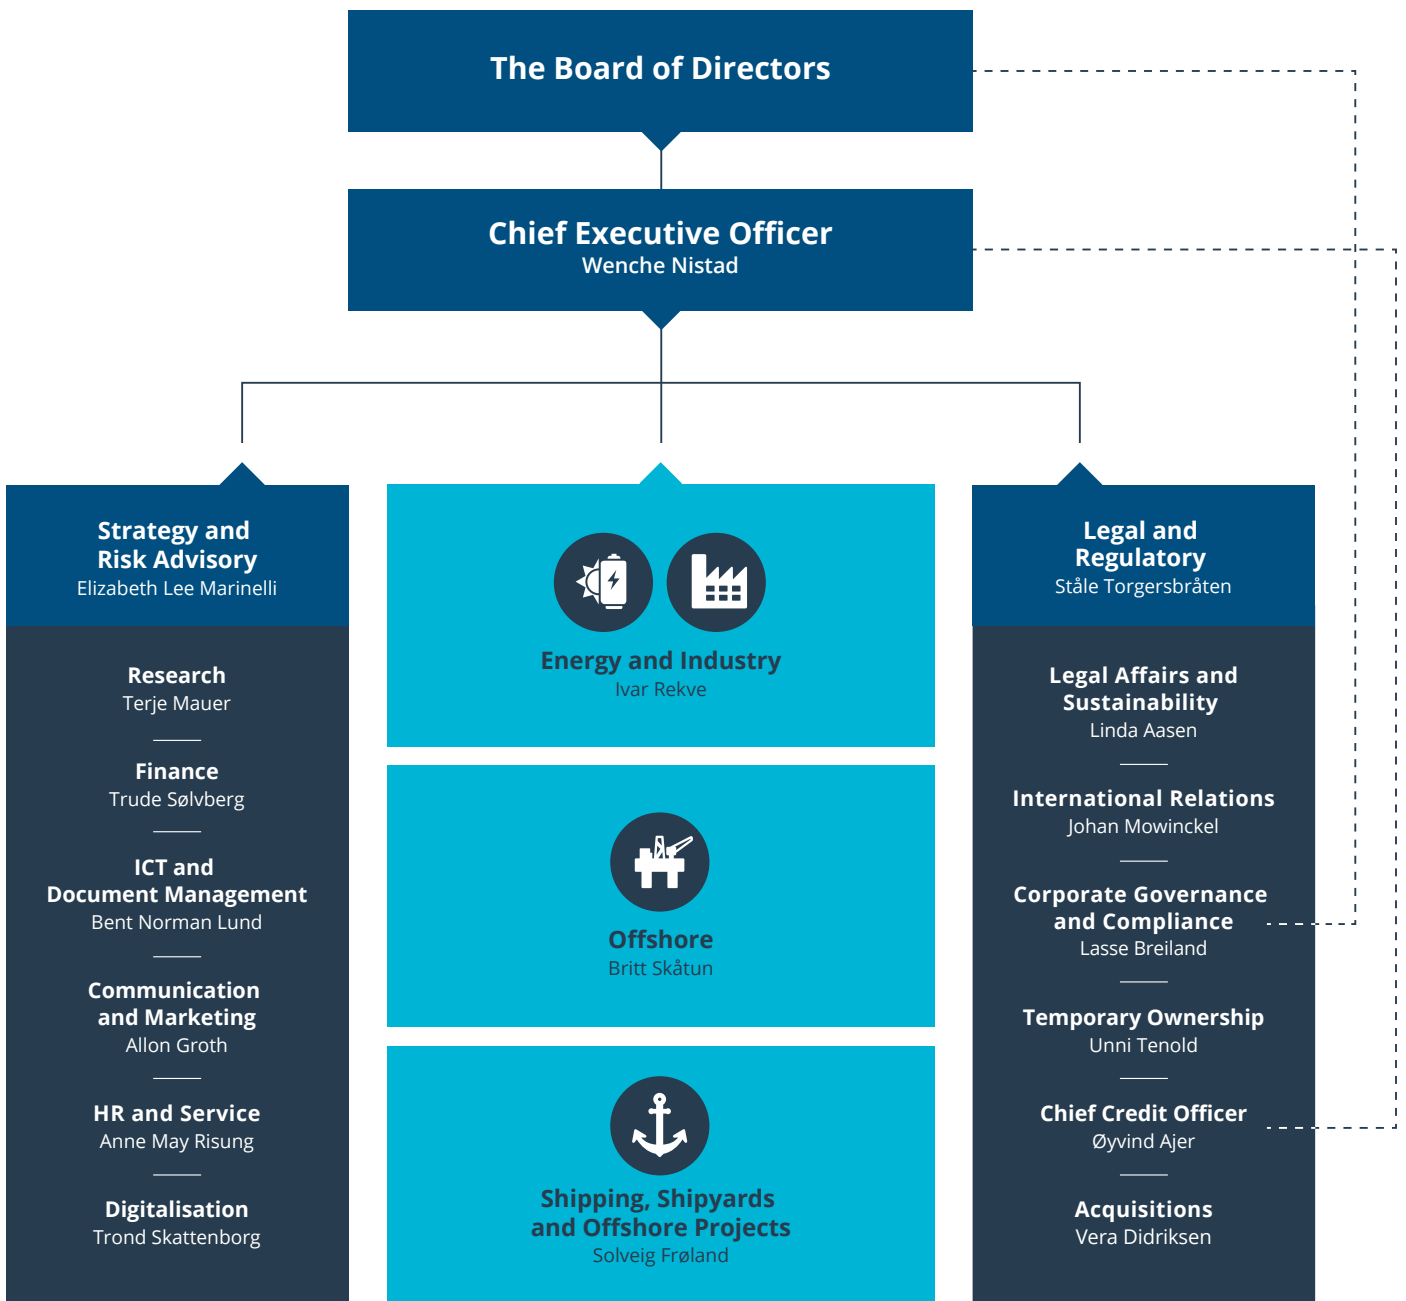 The Board of Directors
Chief Executive Officer
Wenche Nistad
Strategy and
Risk Advisory
Elizabeth Lee Marinelli
Research
Terje Mauer
Finance
Trude Sølvberg
ICT and
Document Management
Bent Norman Lund
Communication
and Marketing
Allon Groth
HR and Service
Anne May Risung
Digitalisation
Trond Skattenborg
Energy and Industry
Ivar Rekve
Offshore
Britt Skåtun
Shipping, Shipyards
and Offshore Projects
Solveig Frøland
Legal and
Regulatory
Ståle Torgersbråten
Legal Affairs and
Sustainability
Linda Aasen
International Relations
Johan Mowinckel
Corporate Governance
and Compliance
Lasse Breiland
Temporary Ownership
Unni Tenold
Chief Credit Officer
Øyvind Ajer
Acquisitions
Vera Didriksen